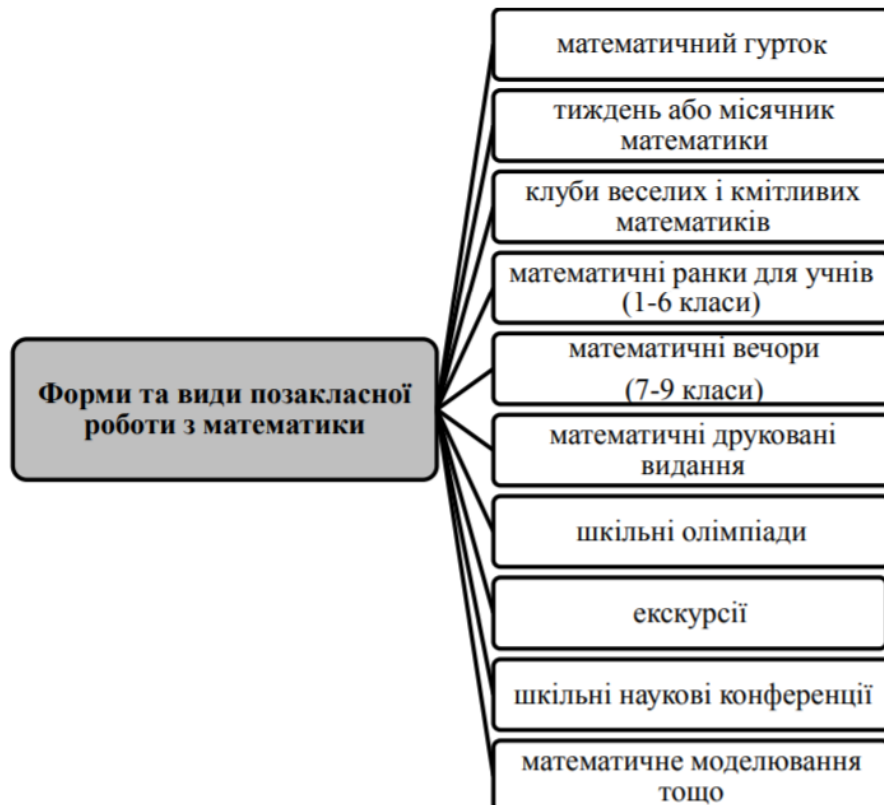 Форми та види позакласної
роботи з математики
математичний гурток
тиждень або місячник
математики
клуби веселих і кмітливих
математиків
математичні ранки для учнів
(1-6 класи)
математичні вечори
(7-9 класи)
математичні друковані
видання
шкільні олімпіади
екскурсії
шкільні наукові конференції
математичне моделювання
тощо